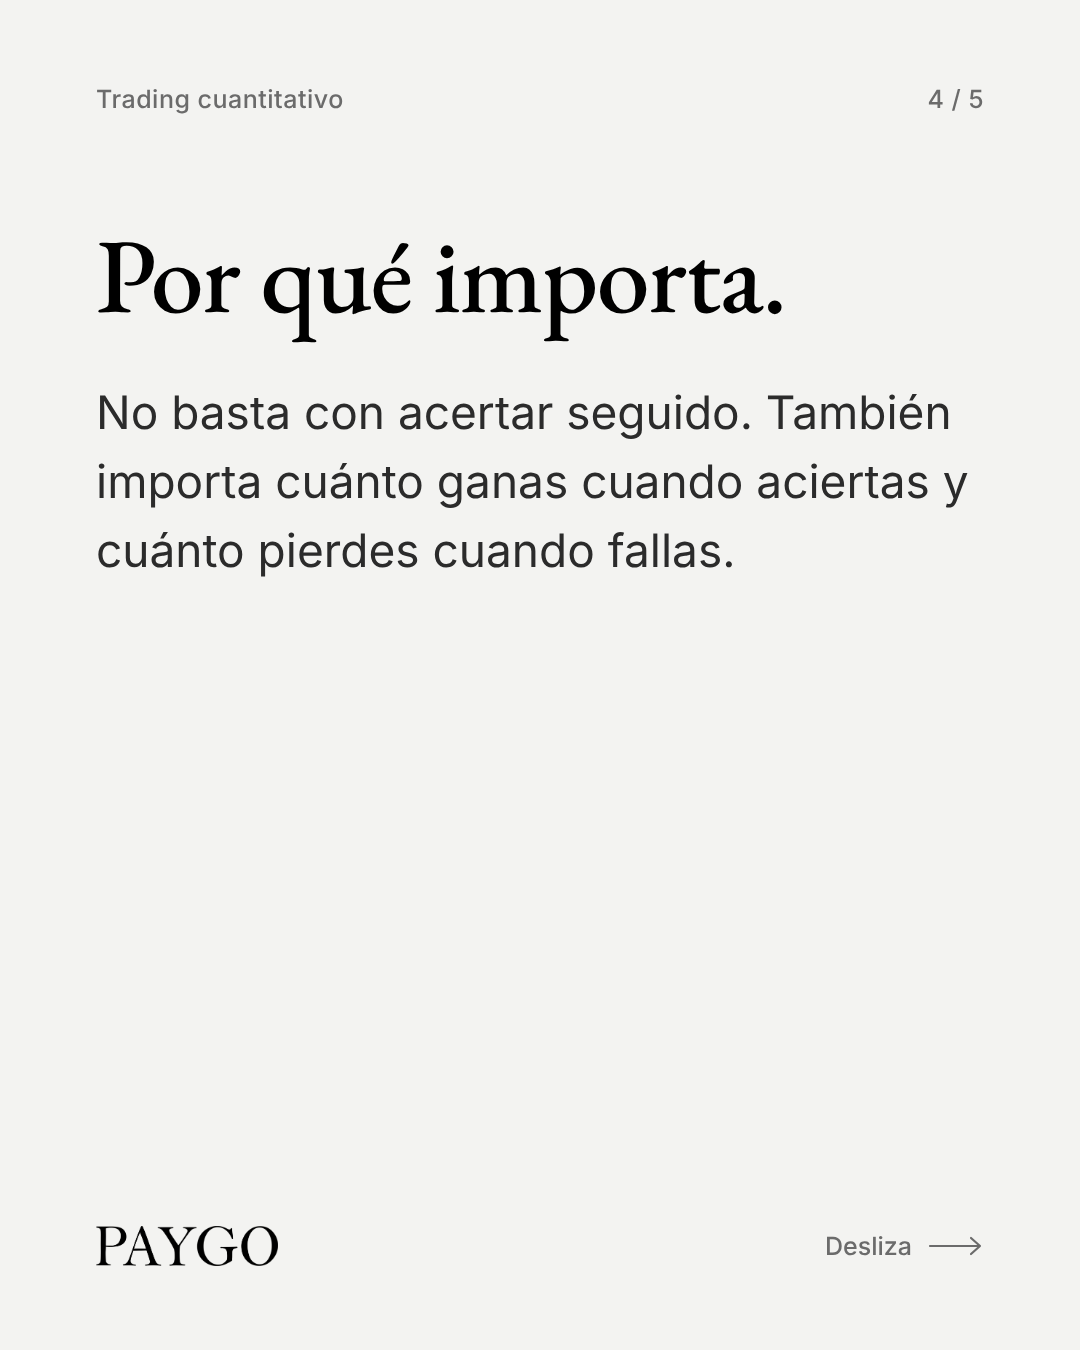 Trading cuantitativo
4 / 5
Por qué importa.
No basta con acertar seguido. También
importa cuánto ganas cuando aciertas y
cuánto pierdes cuando fallas.
PAYGO
Desliza